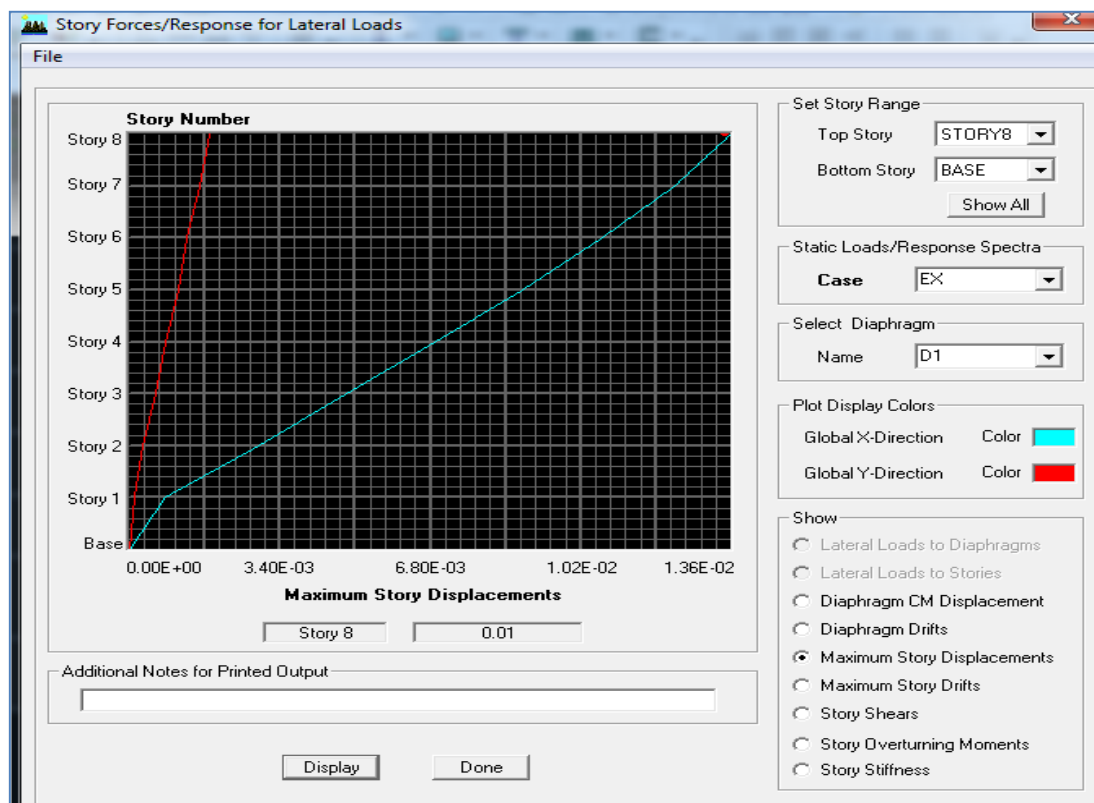 Story Forces/Response for Lateral Loads
File
Story Number
Story 8
Story 7
Story 6
Story 5
Story 4
Story 3
Story 2
Story 1
Base
0.00E+00 3.40E-03 6.80E-03 1.02E-02 1.36E-02
Maximum Story Displacements
Story 8 0.01
Additional Notes for Printed Output
Display Done
Set Story Range
Top Story STORY8
Bottom Story BASE
Show All
Static Loads/Response Spectra
Case EX
Select Diaphragm
Name D1
Plot Display Colors
Global X-Direction Color
Global Y-Direction Color
Show
Lateral Loads to Diaphragms
Lateral Loads to Stories
Diaphragm CM Displacement
Diaphragm Drifts
Maximum Story Displacements
Maximum Story Drifts
Story Shears
Story Overturning Moments
Story Stiffness